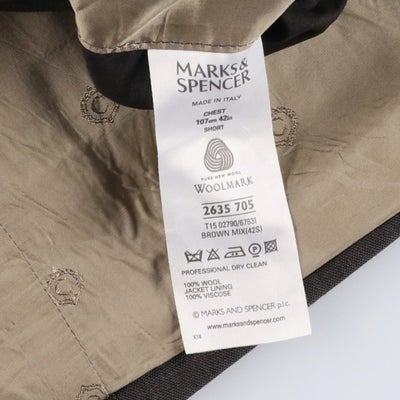 MARKS&
SPENCER
MADE IN ITALY
CHEST
107cm 42in
SHORT
PURE NEW WOOL
WOOLMARK
2635 705
T15 02790/6763I
BROWN MIX(42S)
PROFESSIONAL DRY CLEAN
100% WOOL
JACKET LINING
100% VISCOSE
© MARKS AND SPENCER p.l.c.
www.marksandspencer.com
X14